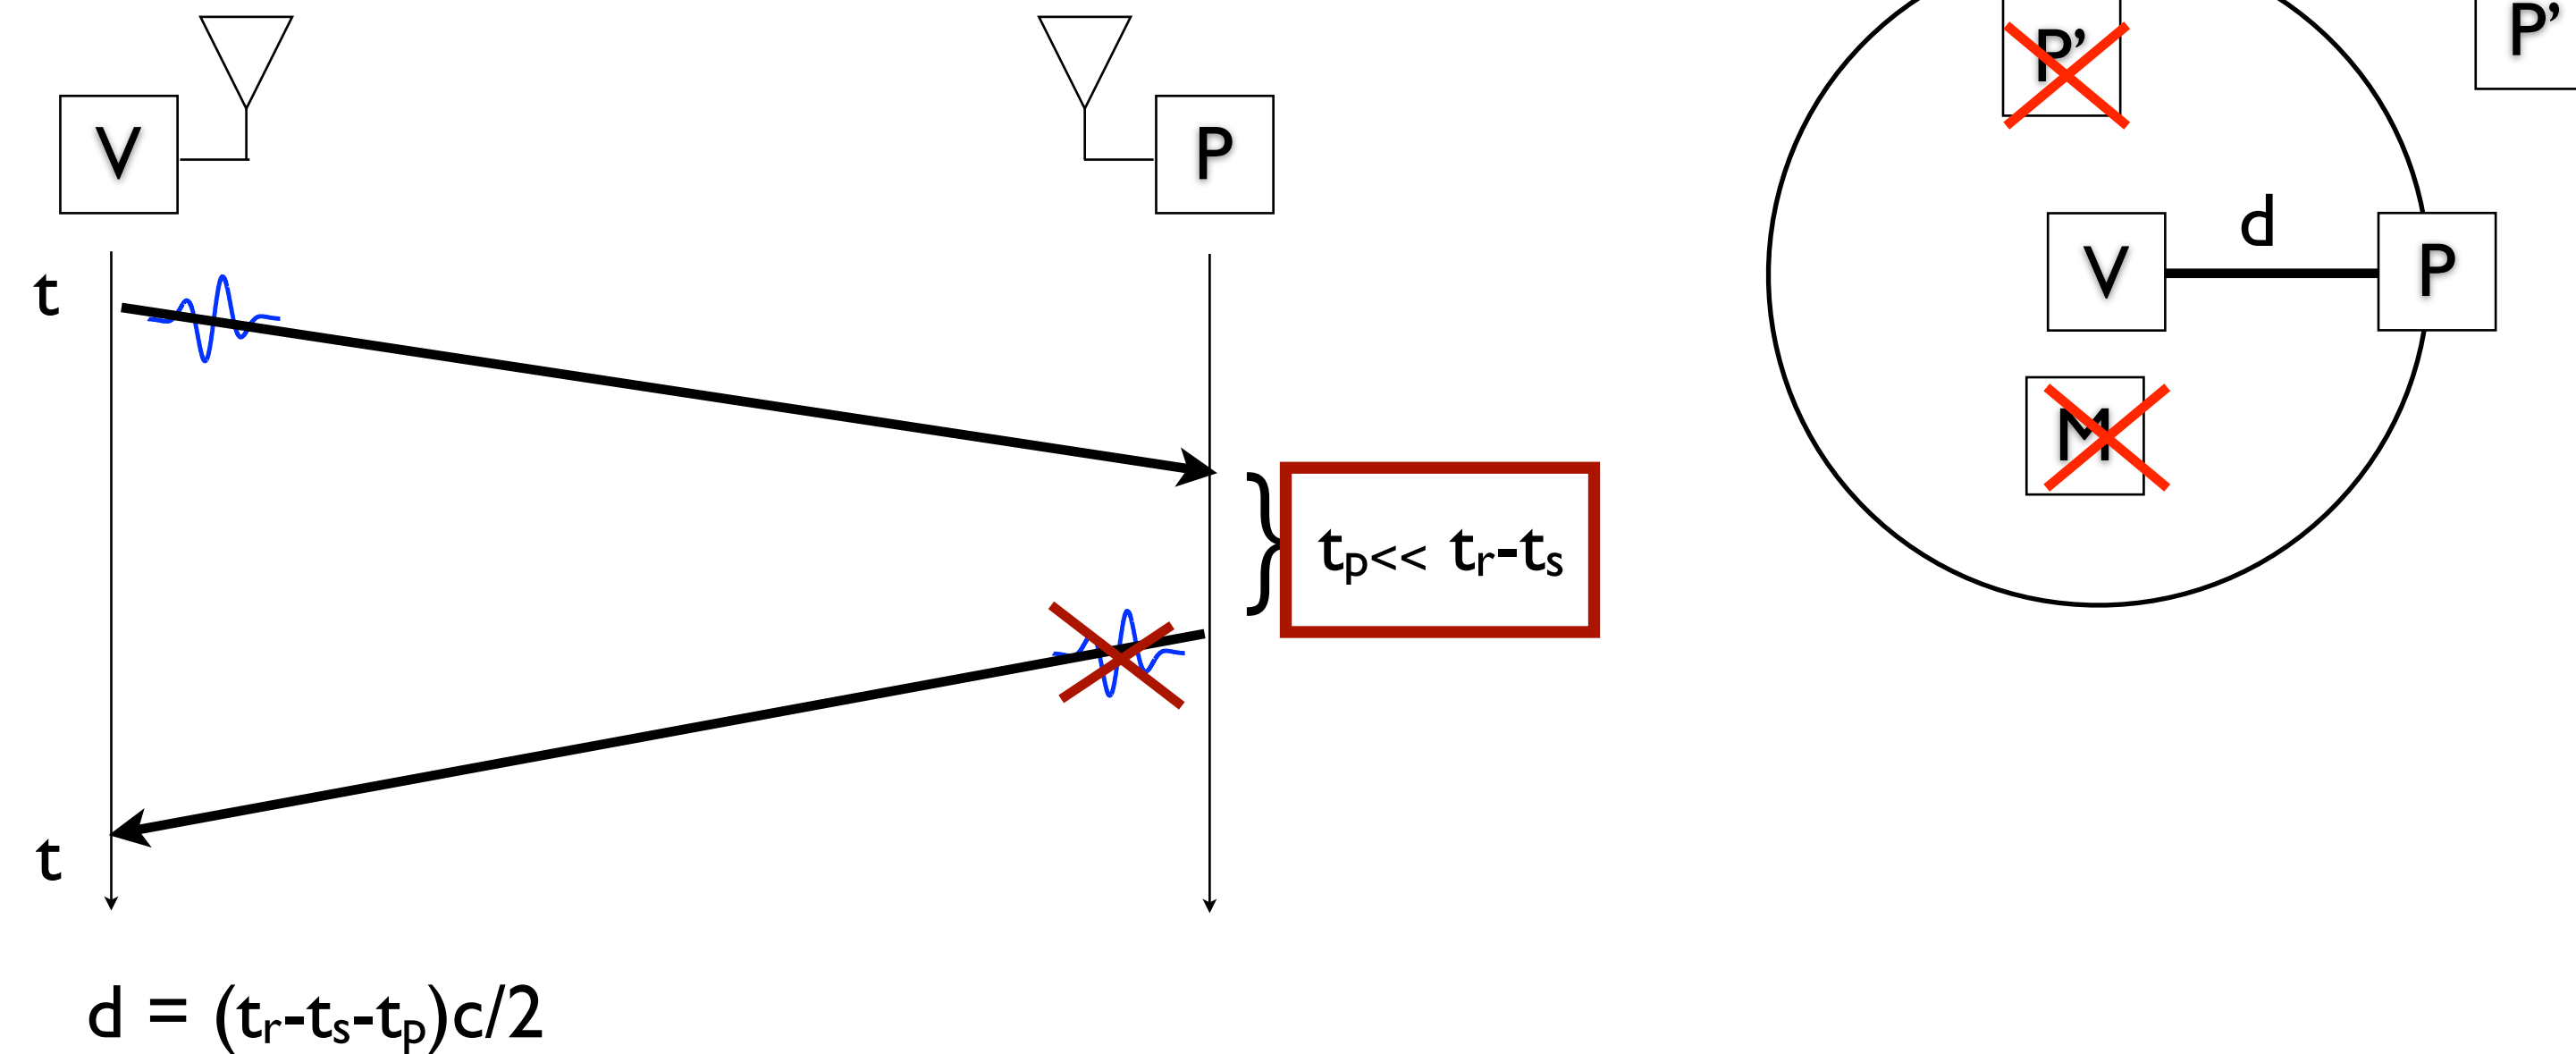 V
P
t
t
}
tp<< tr-ts
d = (tr-ts-tp)c/2
P’
P’
d
V
P
M